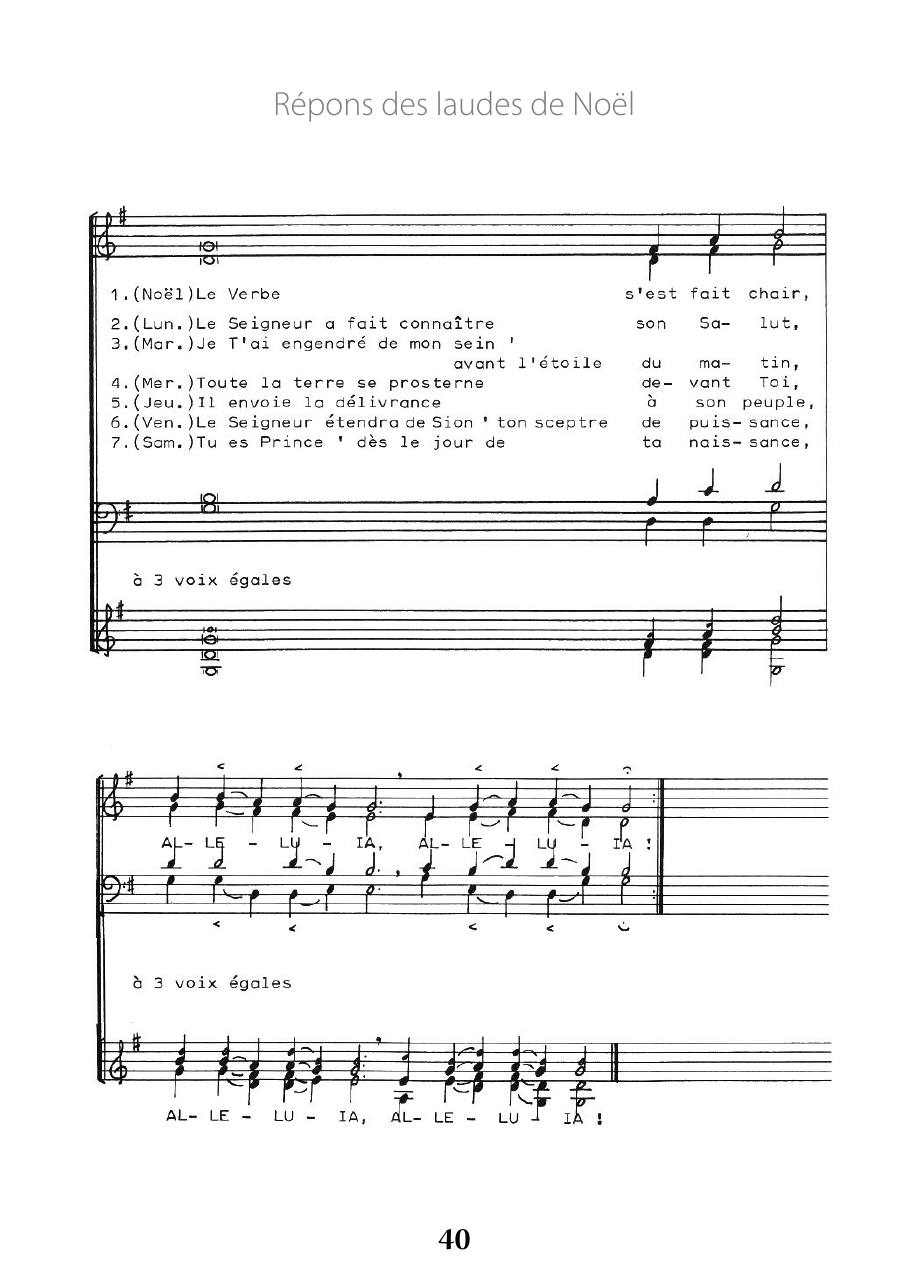 Répons des laudes de Noël
1.(Noël)Le Verbe s'est fait chair,
2.(Lun.)Le Seigneur a fait connaître son Sa- lut,
3.(Mar.)Je T'ai engendré de mon sein '
avant l'étoile du ma- tin,
4.(Mer.)Toute la terre se prosterne de- vant Toi,
5.(Jeu.)Il envoie la délivrance à son peuple,
6.(Ven.)Le Seigneur étendra de Sion ' ton sceptre de puis- sance,
7.(Sam.)Tu es Prince ' dès le jour de ta nais- sance,
à 3 voix égales
AL- LE - LU - IA, AL- LE - LU - IA !
à 3 voix égales
AL- LE - LU - IA, AL- LE - LU - IA !
40